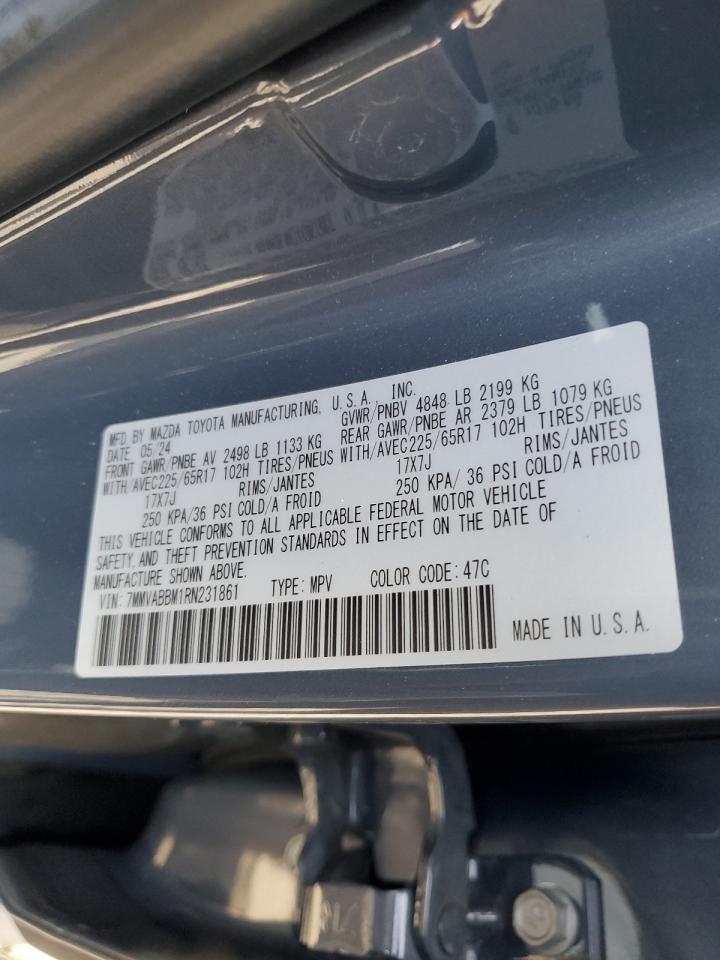 MFD. BY MAZDA TOYOTA MANUFACTURING, U.S.A., INC.
DATE 05/24 GVWR/PNBV 4848 LB 2199 KG
FRONT GAWR/PNBE AV 2498 LB 1133 KG REAR GAWR/PNBE AR 2379 LB 1079 KG
WITH/AVEC225/65R17 102H TIRES/PNEUS WITH/AVEC225/65R17 102H TIRES/PNEUS
17X7J RIMS/JANTES 17X7J RIMS/JANTES
250 KPA/36 PSI COLD/A FROID 250 KPA/ 36 PSI COLD/A FROID
THIS VEHICLE CONFORMS TO ALL APPLICABLE FEDERAL MOTOR VEHICLE
SAFETY, AND THEFT PREVENTION STANDARDS IN EFFECT ON THE DATE OF
MANUFACTURE SHOWN ABOVE.
VIN: 7MMVABBM1RN231861 TYPE: MPV COLOR CODE: 47C
MADE IN U.S.A.